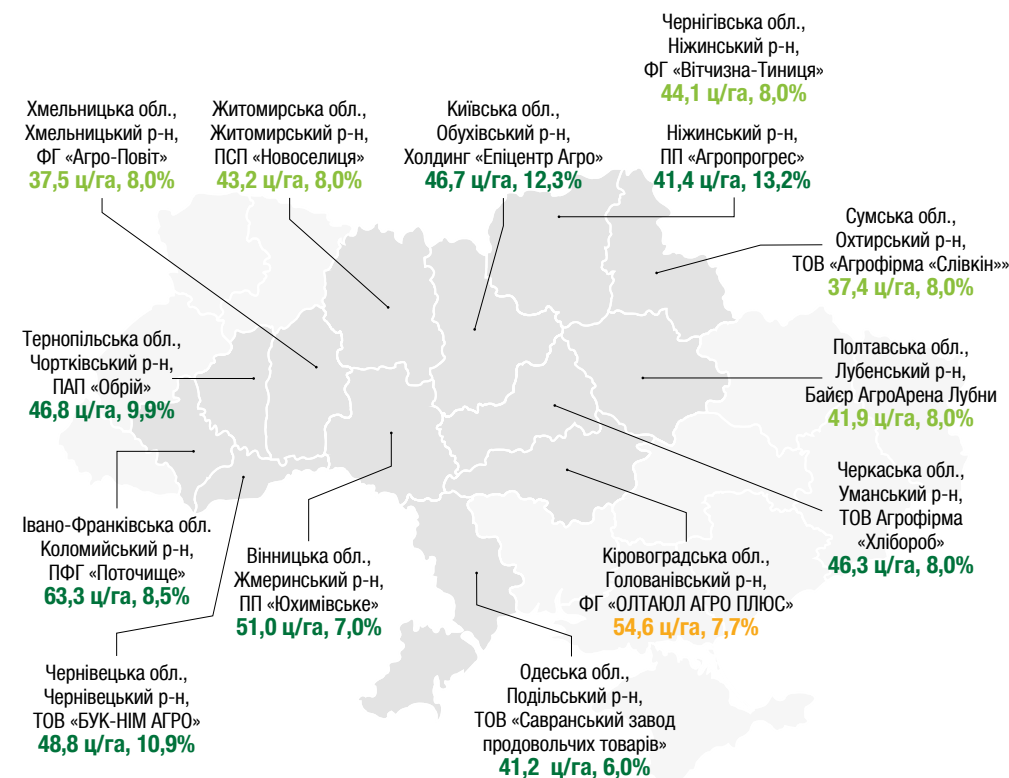 Чернігівська обл.,
Ніжинський р-н,
ФГ «Вітчизна-Тиниця»
44,1 ц/га, 8,0%
Хмельницька обл.,
Хмельницький р-н,
ФГ «Агро-Повіт»
37,5 ц/га, 8,0%
Житомирська обл.,
Житомирський р-н,
ПСП «Новоселиця»
43,2 ц/га, 8,0%
Київська обл.,
Обухівський р-н,
Холдинг «Епіцентр Агро»
46,7 ц/га, 12,3%
Ніжинський р-н,
ПП «Агропрогрес»
41,4 ц/га, 13,2%
Сумська обл.,
Охтирський р-н,
ТОВ «Агрофірма «Слівкін»»
37,4 ц/га, 8,0%
Тернопільська обл.,
Чортківський р-н,
ПАП «Обрій»
46,8 ц/га, 9,9%
Полтавська обл.,
Лубенський р-н,
Байєр АгроАрена Лубни
41,9 ц/га, 8,0%
Черкаська обл.,
Уманський р-н,
ТОВ Агрофірма
«Хлібороб»
46,3 ц/га, 8,0%
Івано-Франківська обл.
Коломийський р-н,
ПФГ «Поточище»
63,3 ц/га, 8,5%
Вінницька обл.,
Жмеринський р-н,
ПП «Юхимівське»
51,0 ц/га, 7,0%
Кіровоградська обл.,
Голованівський р-н,
ФГ «ОЛТАЮЛ АГРО ПЛЮС»
54,6 ц/га, 7,7%
Чернівецька обл.,
Чернівецький р-н,
ТОВ «БУК-НІМ АГРО»
48,8 ц/га, 10,9%
Одеська обл.,
Подільський р-н,
ТОВ «Савранський завод
продовольчих товарів»
41,2 ц/га, 6,0%